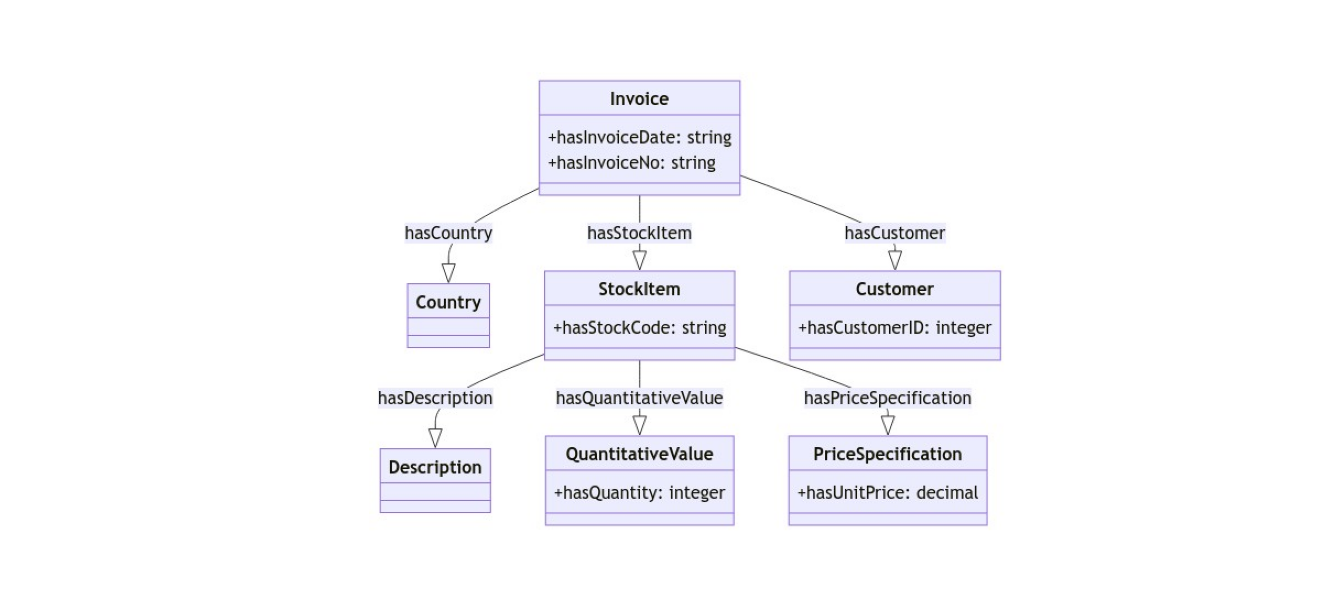 Invoice
+hasInvoiceDate: string
+hasInvoiceNo: string
hasCountry
hasStockItem
hasCustomer
Country
StockItem
+hasStockCode: string
Customer
+hasCustomerID: integer
hasDescription
hasQuantitativeValue
hasPriceSpecification
Description
QuantitativeValue
+hasQuantity: integer
PriceSpecification
+hasUnitPrice: decimal